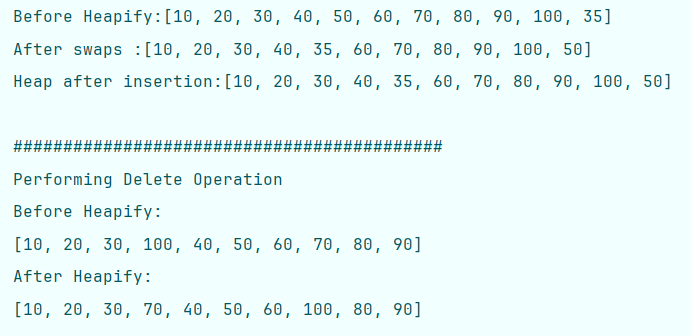 Before Heapify:[10, 20, 30, 40, 50, 60, 70, 80, 90, 100, 35]
After swaps :[10, 20, 30, 40, 35, 60, 70, 80, 90, 100, 50]
Heap after insertion:[10, 20, 30, 40, 35, 60, 70, 80, 90, 100, 50]
###########################################
Performing Delete Operation
Before Heapify:
[10, 20, 30, 100, 40, 50, 60, 70, 80, 90]
After Heapify:
[10, 20, 30, 70, 40, 50, 60, 100, 80, 90]